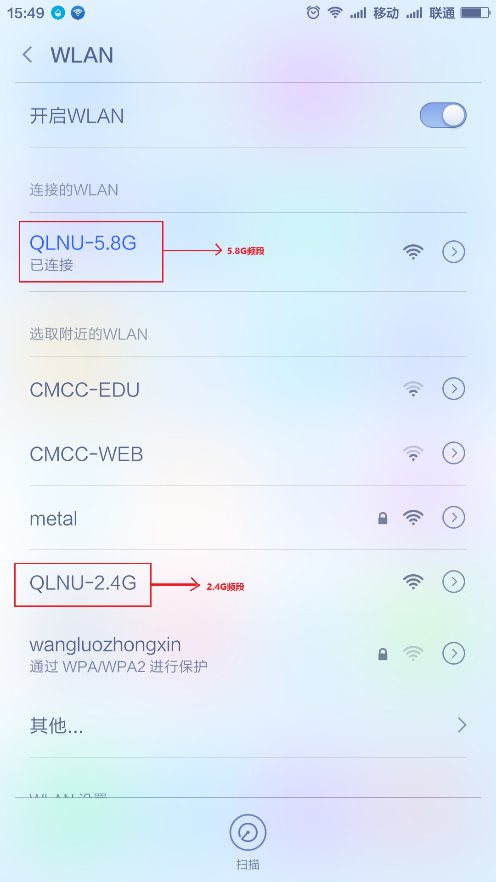 15:49
移动
联通
WLAN
开启WLAN
连接的WLAN
QLNU-5.8G
已连接
5.8G频段
选取附近的WLAN
CMCC-EDU
CMCC-WEB
metal
QLNU-2.4G
2.4G频段
wangluozhongxin
通过 WPA/WPA2 进行保护
其他...
WLAN 设置
扫描